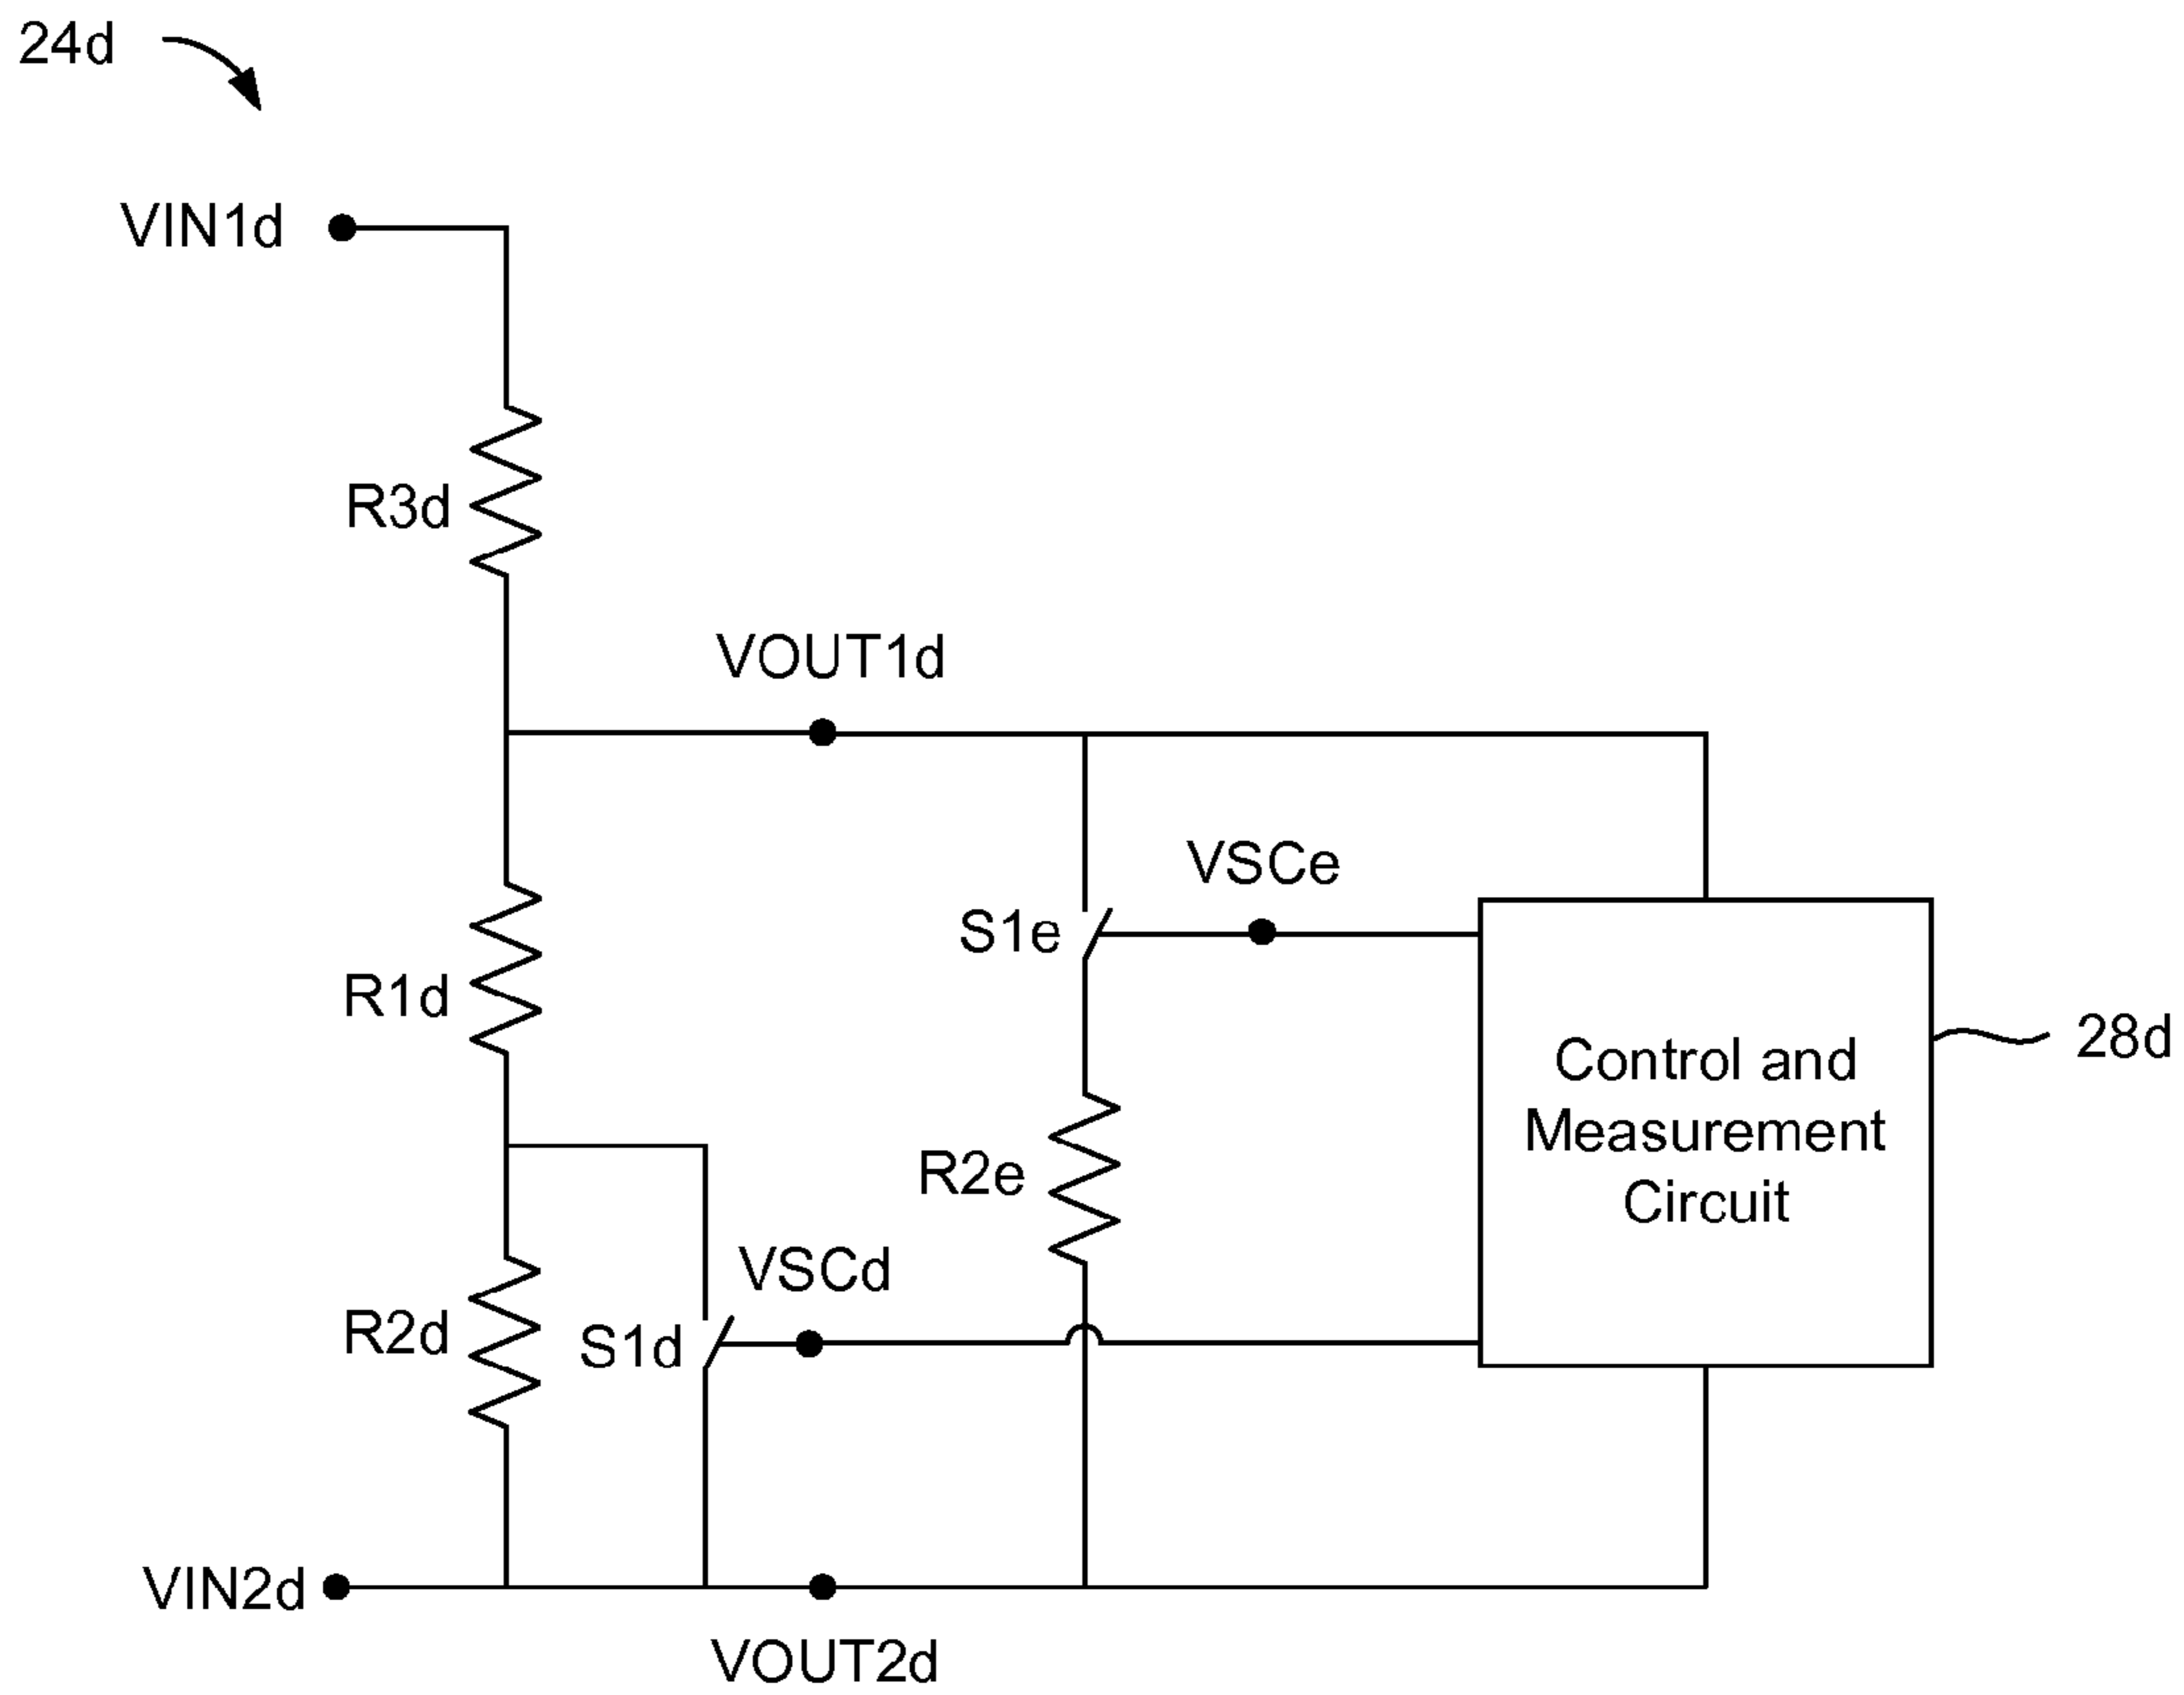 24d
VIN1d
R3d
VOUT1d
VSCe
S1e
R1d
28d
Control and
Measurement
Circuit
R2e
VSCd
R2d
S1d
VIN2d
VOUT2d